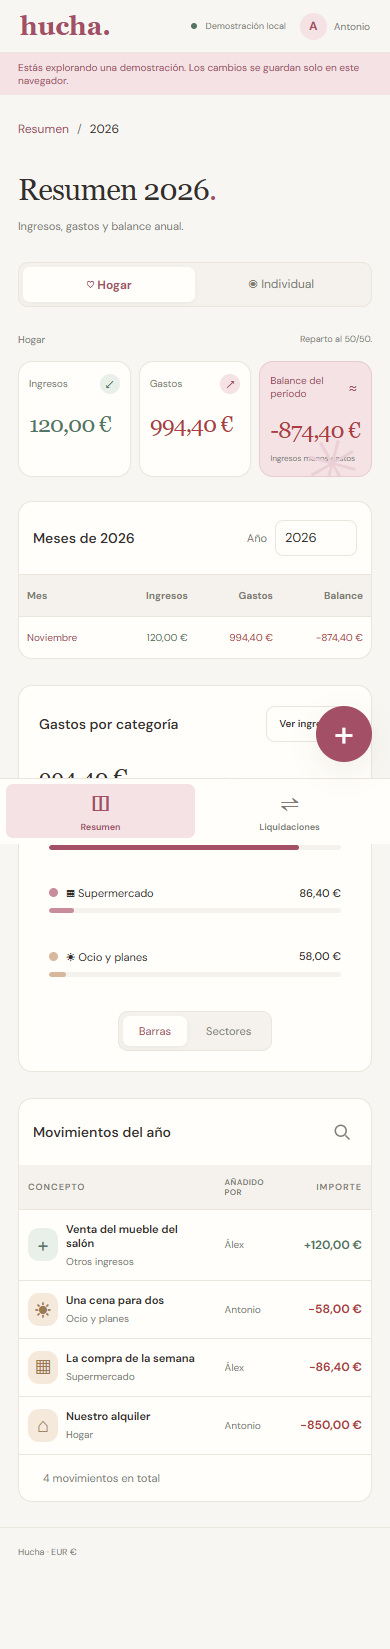 hucha.
Demostración local
A
Antonio
Estás explorando una demostración. Los cambios se guardan solo en este
navegador.
Resumen / 2026
Resumen 2026.
Ingresos, gastos y balance anual.
Hogar
Individual
Hogar
Reparto al 50/50.
Ingresos
120,00 €
Gastos
994,40 €
Balance del
periodo
-874,40 €
Ingresos menos gastos
Meses de 2026
Año
2026
Mes Ingresos Gastos Balance
Noviembre 120,00 € 994,40 € -874,40 €
Gastos por categoría
Ver
+
994,40 €
Resumen
Liquidaciones
Supermercado 86,40 €
Ocio y planes 58,00 €
Barras
Sectores
Movimientos del año
CONCEPTO
AÑADIDO
POR
IMPORTE
Venta del mueble del
salón
Otros ingresos
Álex
+120,00 €
Una cena para dos
Ocio y planes
Antonio
-58,00 €
La compra de la semana
Supermercado
Álex
-86,40 €
Nuestro alquiler
Hogar
Antonio
-850,00 €
4 movimientos en total
Hucha · EUR €